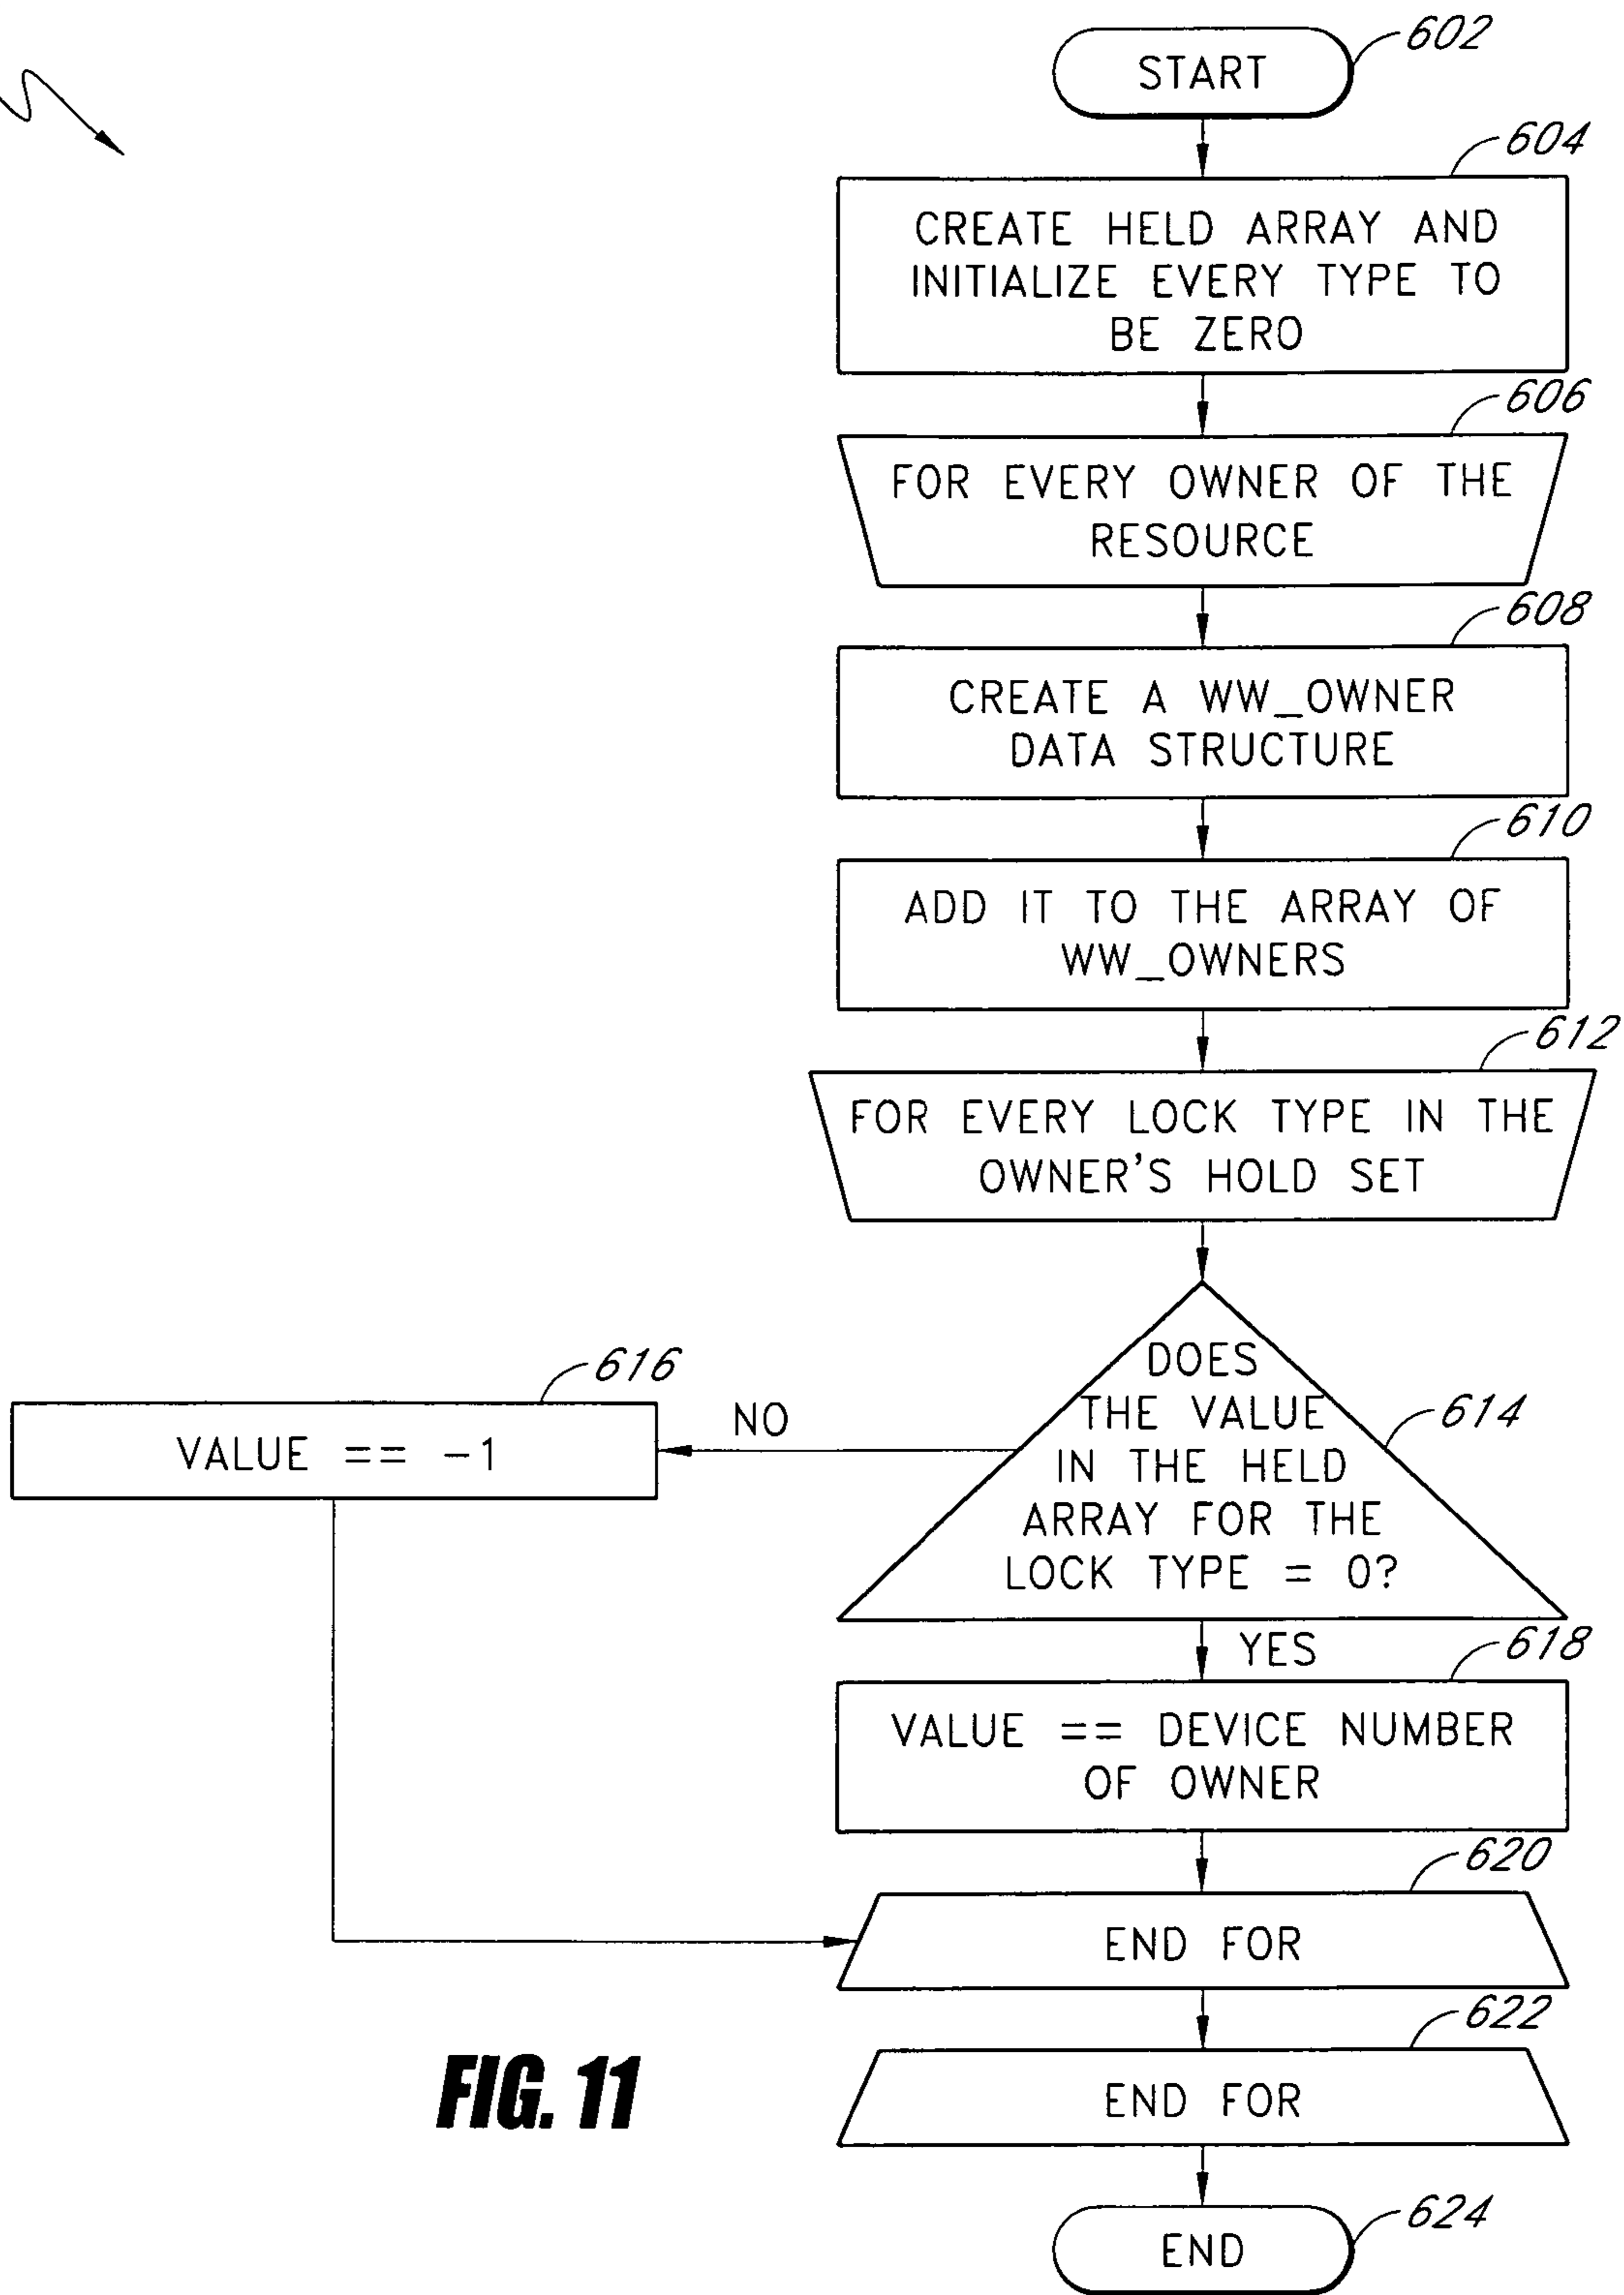 START
602
604
CREATE HELD ARRAY AND
INITIALIZE EVERY TYPE TO
BE ZERO
606
FOR EVERY OWNER OF THE
RESOURCE
608
CREATE A WW_OWNER
DATA STRUCTURE
610
ADD IT TO THE ARRAY OF
WW_OWNERS
612
FOR EVERY LOCK TYPE IN THE
OWNER'S HOLD SET
DOES
THE VALUE
IN THE HELD
ARRAY FOR THE
LOCK TYPE = 0?
614
NO
616
VALUE == -1
YES
618
VALUE == DEVICE NUMBER
OF OWNER
620
END FOR
622
END FOR
624
END
FIG. 11